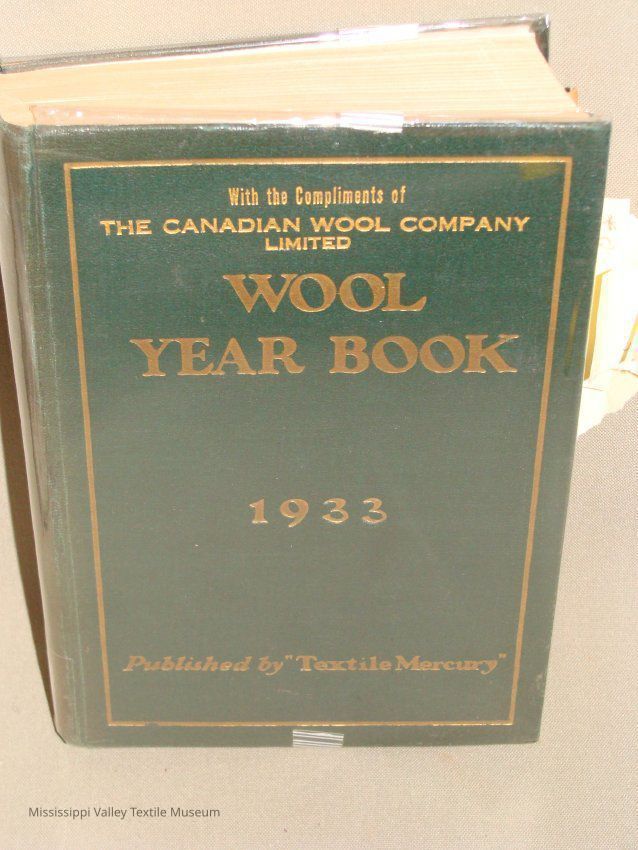 With the Compliments of
THE CANADIAN WOOL COMPANY
LIMITED
WOOL
YEAR BOOK
1933
Published by "Textile Mercury"
Mississippi Valley Textile Museum